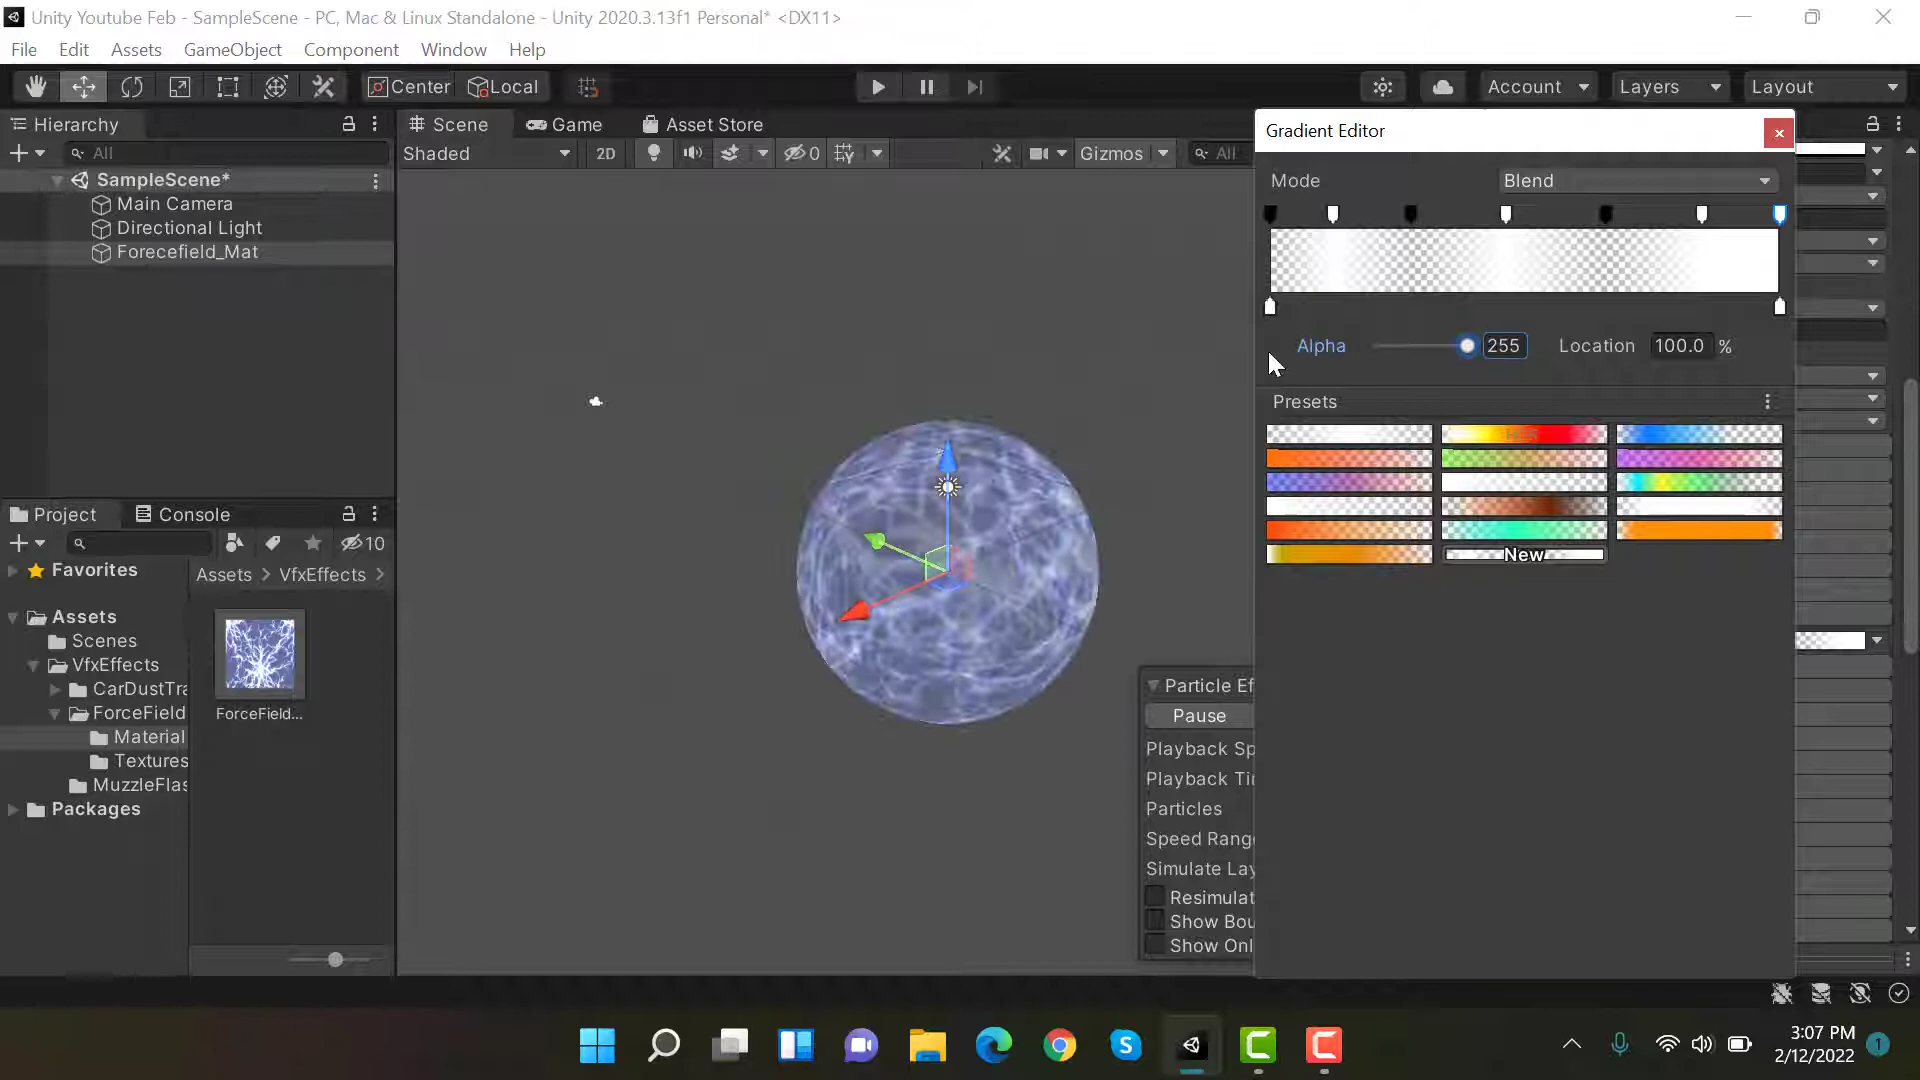 Unity Youtube Feb - SampleScene - PC, Mac & Linux Standalone - Unity 2020.3.13f1 Personal* <DX11>
File Edit Assets GameObject Component Window Help
Center Local Account Layers Layout
Hierarchy
All
SampleScene*
Main Camera
Directional Light
Forecefield_Mat
Scene Game Asset Store
Shaded 2D 0 Gizmos All
Gradient Editor
Mode Blend
Alpha 255 Location 100.0 %
Presets
HDR
New
Project Console
10
Favorites
Assets
Scenes
VfxEffects
CarDustTra
ForceField
Material
Textures
MuzzleFlas
Packages
Assets > VfxEffects >
ForceField...
Particle Ef
Pause
Playback Sp
Playback Ti
Particles
Speed Range
Simulate Lay
Resimulat
Show Bou
Show Onl
3:07 PM
2/12/2022
1